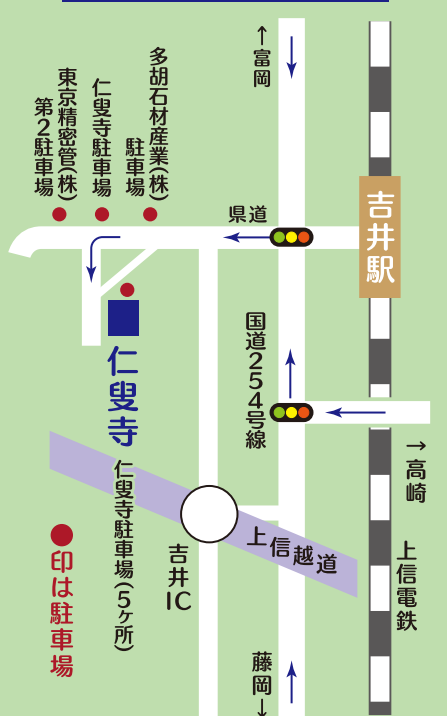 ↑富岡
多胡石材産業(株)
駐車場
仁叟寺駐車場
東京精密管(株)
第2駐車場
県道
吉井駅
国道254号線
仁叟寺
仁叟寺駐車場(5ヶ所)
→高崎
上信越道
上信電鉄
吉井IC
●印は駐車場
藤岡↓